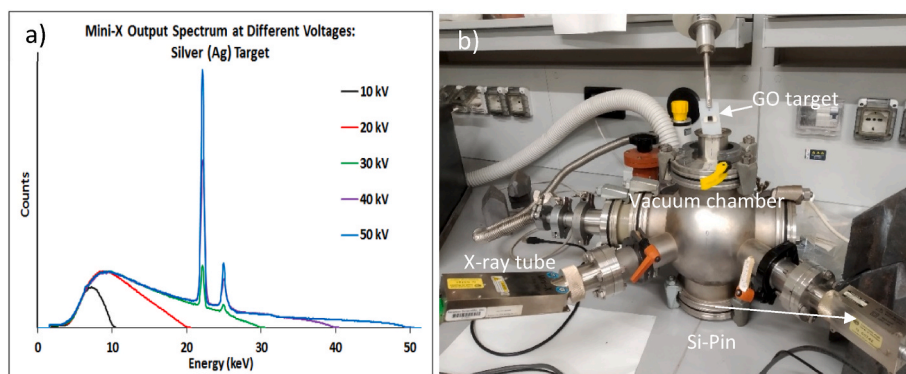 a)
Mini-X Output Spectrum at Different Voltages:
Silver (Ag) Target
10 kV
20 kV
30 kV
40 kV
50 kV
Counts
0
10
20
30
40
50
Energy (keV)
b)
GO target
Vacuum chamber
X-ray tube
Si-Pin